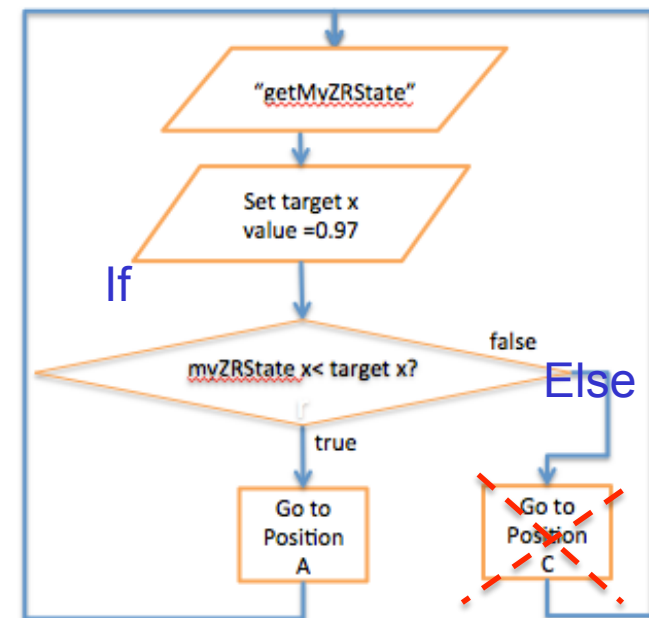 “getMyZRState”
Set target x
value =0.97
If
myZRState x< target x?
false
Else
r
true
Go to
Position
A
Go to
Position
C